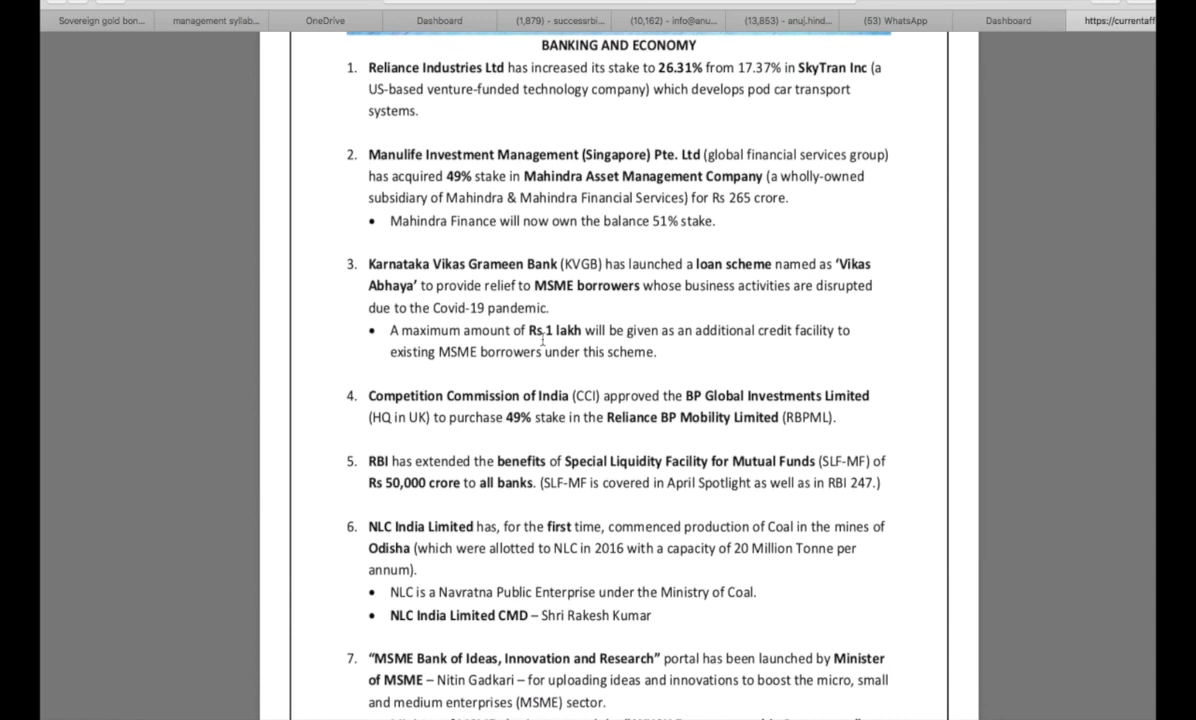 Sovereign gold bon...
management syllab...
OneDrive
Dashboard
(1,879) - successrbi...
(10,162) - info@anu...
(13,853) - anuj.hind...
(53) WhatsApp
Dashboard
https://currentaff
BANKING AND ECONOMY
1. Reliance Industries Ltd has increased its stake to 26.31% from 17.37% in SkyTran Inc (a
US-based venture-funded technology company) which develops pod car transport
systems.
2. Manulife Investment Management (Singapore) Pte. Ltd (global financial services group)
has acquired 49% stake in Mahindra Asset Management Company (a wholly-owned
subsidiary of Mahindra & Mahindra Financial Services) for Rs 265 crore.
• Mahindra Finance will now own the balance 51% stake.
3. Karnataka Vikas Grameen Bank (KVGB) has launched a loan scheme named as ‘Vikas
Abhaya’ to provide relief to MSME borrowers whose business activities are disrupted
due to the Covid-19 pandemic.
• A maximum amount of Rs.1 lakh will be given as an additional credit facility to
existing MSME borrowers under this scheme.
4. Competition Commission of India (CCI) approved the BP Global Investments Limited
(HQ in UK) to purchase 49% stake in the Reliance BP Mobility Limited (RBPML).
5. RBI has extended the benefits of Special Liquidity Facility for Mutual Funds (SLF-MF) of
Rs 50,000 crore to all banks. (SLF-MF is covered in April Spotlight as well as in RBI 247.)
6. NLC India Limited has, for the first time, commenced production of Coal in the mines of
Odisha (which were allotted to NLC in 2016 with a capacity of 20 Million Tonne per
annum).
• NLC is a Navratna Public Enterprise under the Ministry of Coal.
• NLC India Limited CMD – Shri Rakesh Kumar
7. “MSME Bank of Ideas, Innovation and Research” portal has been launched by Minister
of MSME – Nitin Gadkari – for uploading ideas and innovations to boost the micro, small
and medium enterprises (MSME) sector.